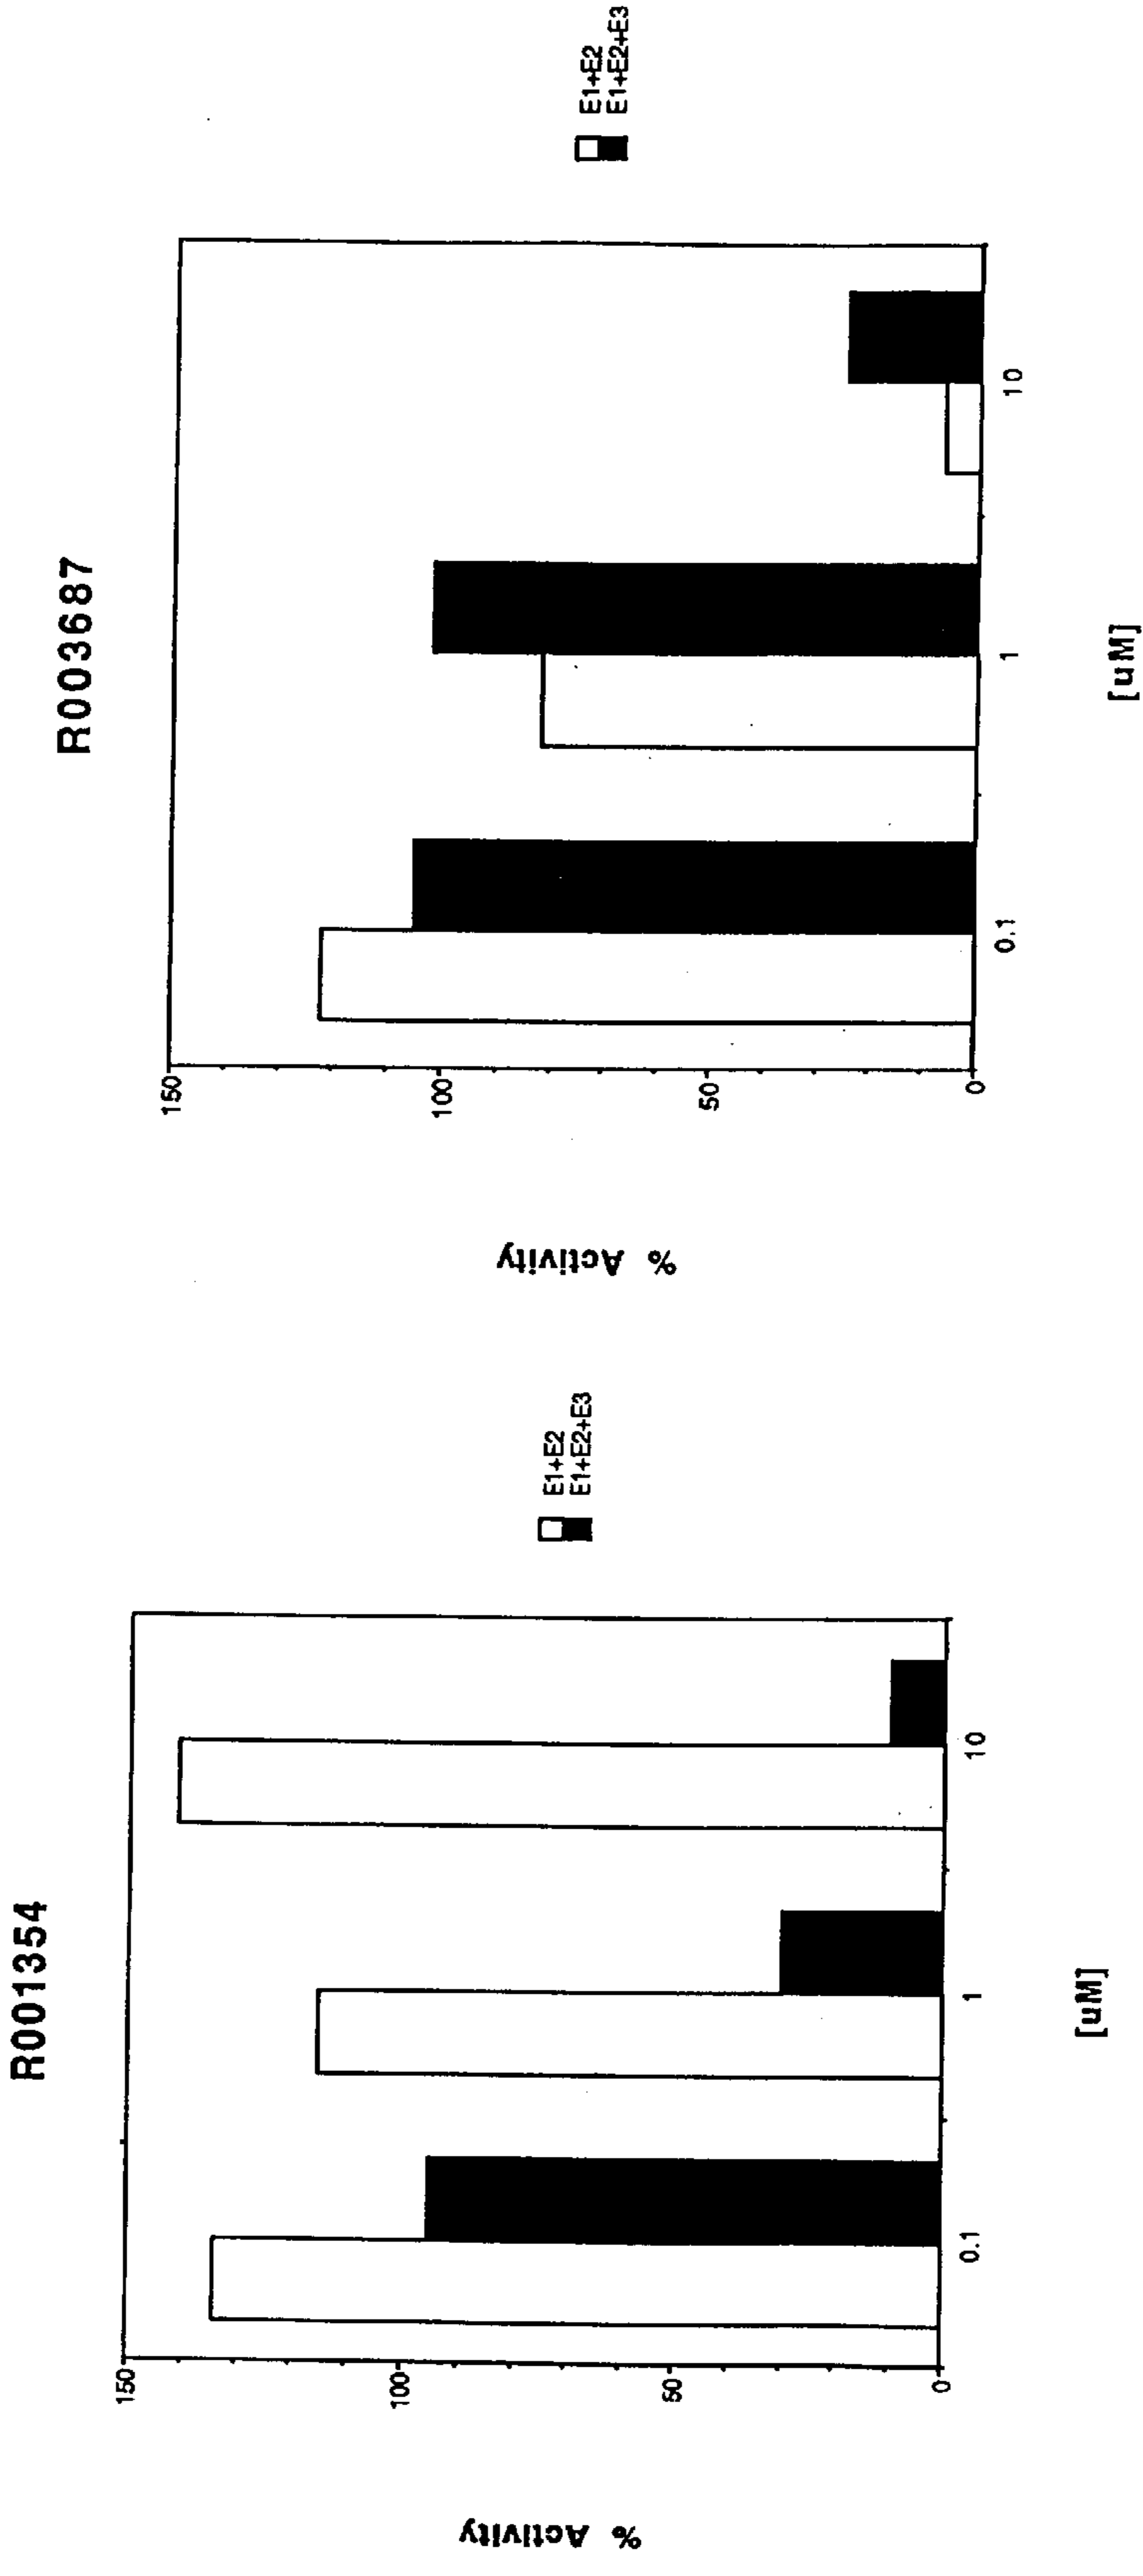 R001354
% Activity
150
100
50
0
0.1
1
10
[uM]
E1+E2
E1+E2+E3
R003687
% Activity
150
100
50
0
0.1
1
10
[uM]
E1+E2
E1+E2+E3